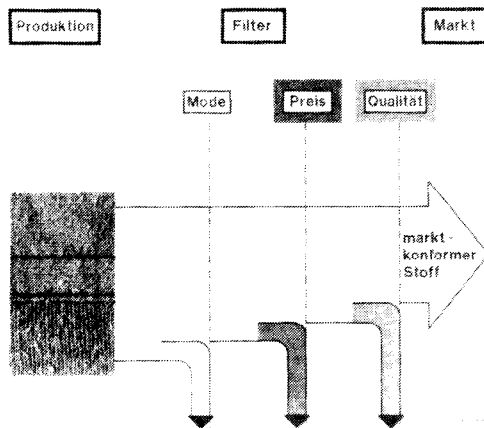 Produktion
Filter
Markt
Mode
Preis
Qualität
markt-
konformer
Stoff